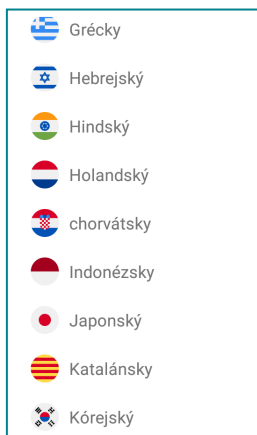 Grécky
Hebrejský
Hindský
Holandský
chorvátsky
Indonézsky
Japonský
Katalánsky
Kórejský